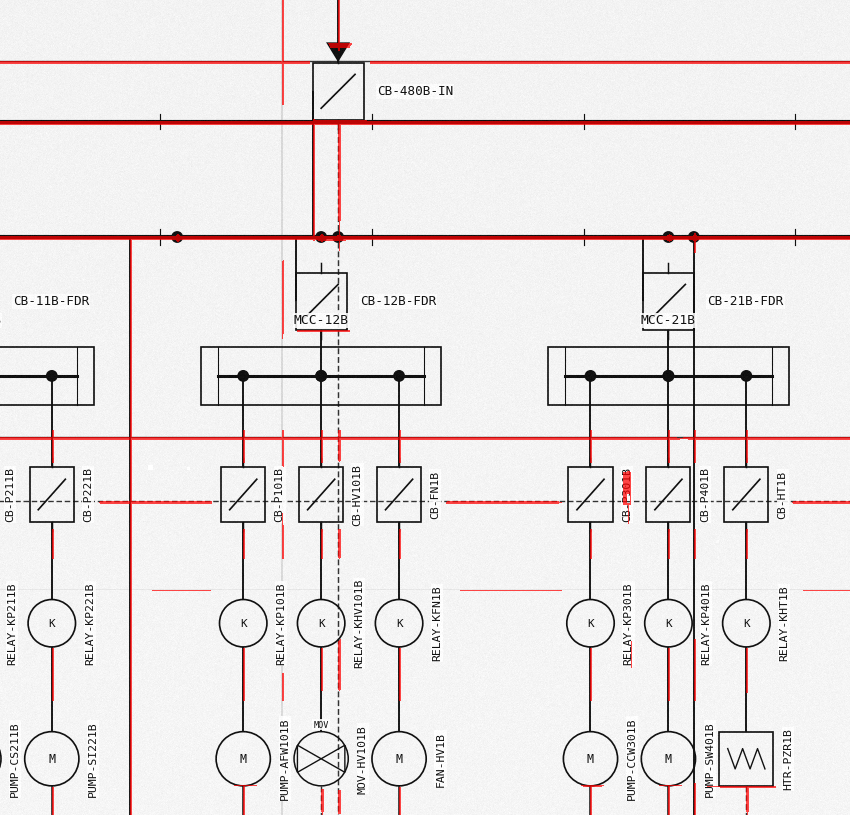 CB-480B-IN
CB-11B-FDR
CB-12B-FDR
CB-21B-FDR
MCC-12B
MCC-21B
CB-P211B
CB-P221B
CB-P101B
CB-HV101B
CB-FN1B
CB-P301B
CB-P401B
CB-HT1B
RELAY-KP211B
K
RELAY-KP221B
K
RELAY-KP101B
K
RELAY-KHV101B
K
RELAY-KFN1B
K
RELAY-KP301B
K
RELAY-KP401B
K
RELAY-KHT1B
PUMP-CS211B
M
PUMP-SI221B
M
PUMP-AFW101B
MOV
MOV-HV101B
M
FAN-HV1B
M
PUMP-CCW301B
M
PUMP-SW401B
HTR-PZR1B